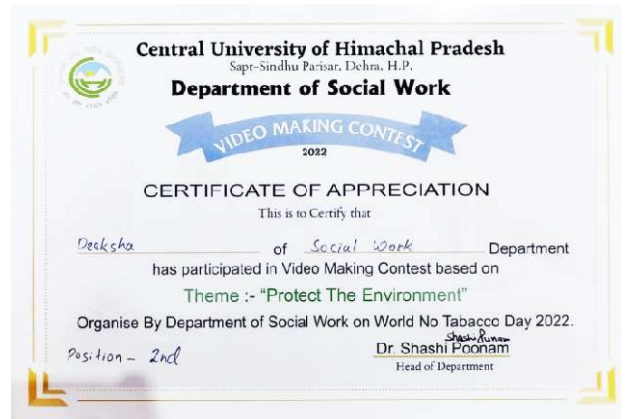 Central University of Himachal Pradesh
Sapt-Sindhu Parisar, Dehra, H.P.
Department of Social Work
VIDEO MAKING CONTEST
2022
CERTIFICATE OF APPRECIATION
This is to Certify that
Deeksha of Social Work Department
has participated in Video Making Contest based on
Theme :- "Protect The Environment"
Organise By Department of Social Work on World No Tabacco Day 2022.
Position - 2nd
Shashi Punam
Dr. Shashi Poonam
Head of Department